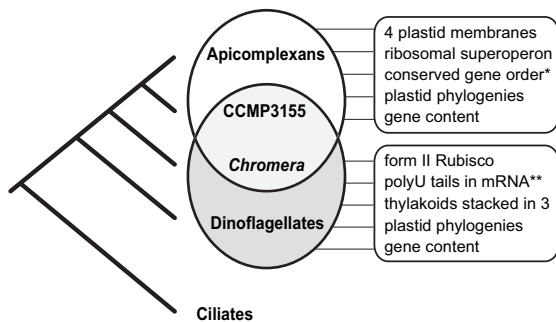 Apicomplexans
CCMP3155
Chromera
Dinoflagellates
Ciliates
4 plastid membranes
ribosomal superoperon
conserved gene order*
plastid phylogenies
gene content
form II Rubisco
polyU tails in mRNA**
thylakoids stacked in 3
plastid phylogenies
gene content